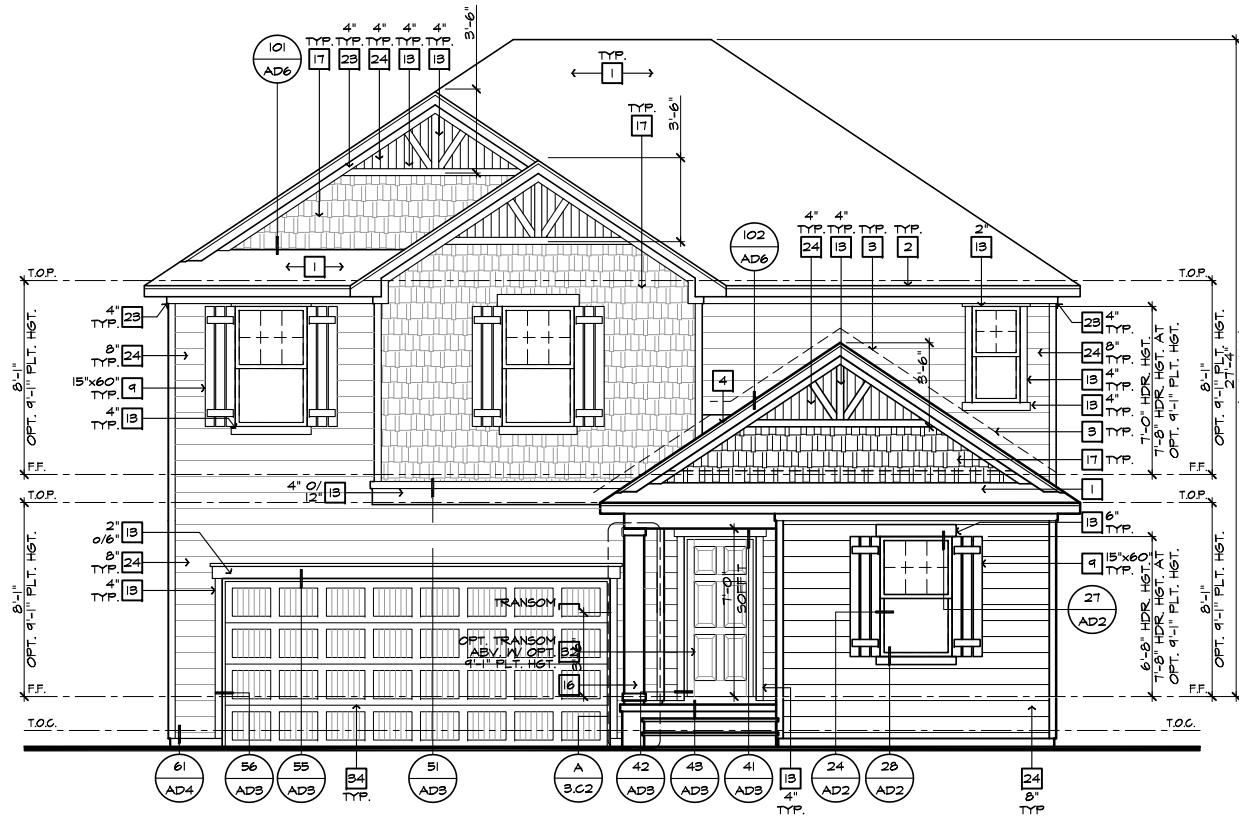 101
AD6
TYP.
17
4"
TYP.
23
4"
TYP.
24
4"
TYP.
13
4"
TYP.
13
3'-6"
TYP.
1
TYP.
17
3'-6"
102
AD6
4"
TYP.
24
4"
TYP.
13
TYP.
3
TYP.
2
2"
13
1
T.O.P.
T.O.P.
4"
TYP.
23
8"
TYP.
24
15"x60"
TYP.
9
4"
TYP.
13
8'-1"
OPT. 9'-1" PLT. HGT.
F.F.
T.O.P.
4" O/
12"
13
4
3'-6"
23
4"
TYP.
24
8"
TYP.
13
4"
TYP.
13
4"
TYP.
3
TYP.
17
TYP.
1
7'-0" HDR. HGT.
7'-8" HDR. HGT. AT
OPT. 9'-1" PLT. HGT.
8'-1"
OPT. 9'-1" PLT. HGT.
27'-4"
F.F.
T.O.P.
2"
O/6"
13
8"
TYP.
24
4"
TYP.
13
8'-1"
OPT. 9'-1" PLT. HGT.
F.F.
T.O.C.
TRANSOM
OPT. TRANSOM
ABV. W/ OPT.
9'-1" PLT. HGT.
32
16
7'-0"
SOFFIT
13
6"
TYP.
9
15"x60"
TYP.
27
AD2
6'-8" HDR. HGT.
7'-8" HDR. HGT. AT
OPT. 9'-1" PLT. HGT.
8'-1"
OPT. 9'-1" PLT. HGT.
F.F.
T.O.C.
61
AD4
56
AD3
55
AD3
34
TYP.
51
AD3
A
3.C2
42
AD3
43
AD3
41
AD3
13
4"
TYP.
24
AD2
28
AD2
24
8"
TYP